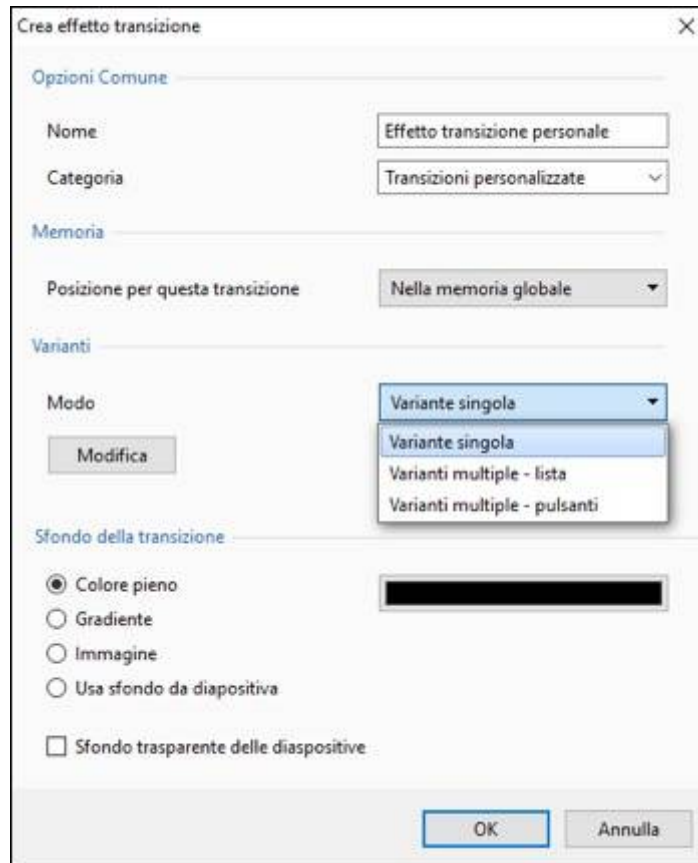 Crea effetto transizione
Opzioni Comune
Nome
Effetto transizione personale
Categoria
Transizioni personalizzate
Memoria
Posizione per questa transizione
Nella memoria globale
Varianti
Modo
Variante singola
Modifica
Variante singola
Varianti multiple - lista
Varianti multiple - pulsanti
Sfondo della transizione
Colore pieno
Gradiente
Immagine
Usa sfondo da diapositiva
Sfondo trasparente delle diaspositive
OK
Annulla